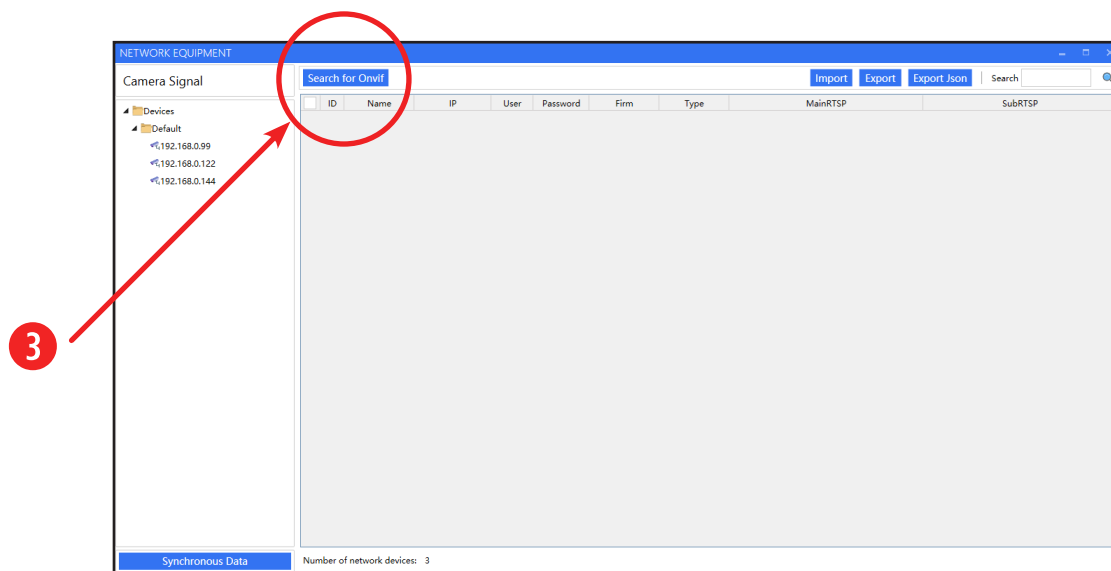 NETWORK EQUIPMENT
Camera Signal
Search for Onvif
Import Export Export Json Search
ID Name IP User Password Firm Type MainRTSP SubRTSP
Devices
Default
192.168.0.99
192.168.0.122
192.168.0.144
3
Synchronous Data
Number of network devices: 3